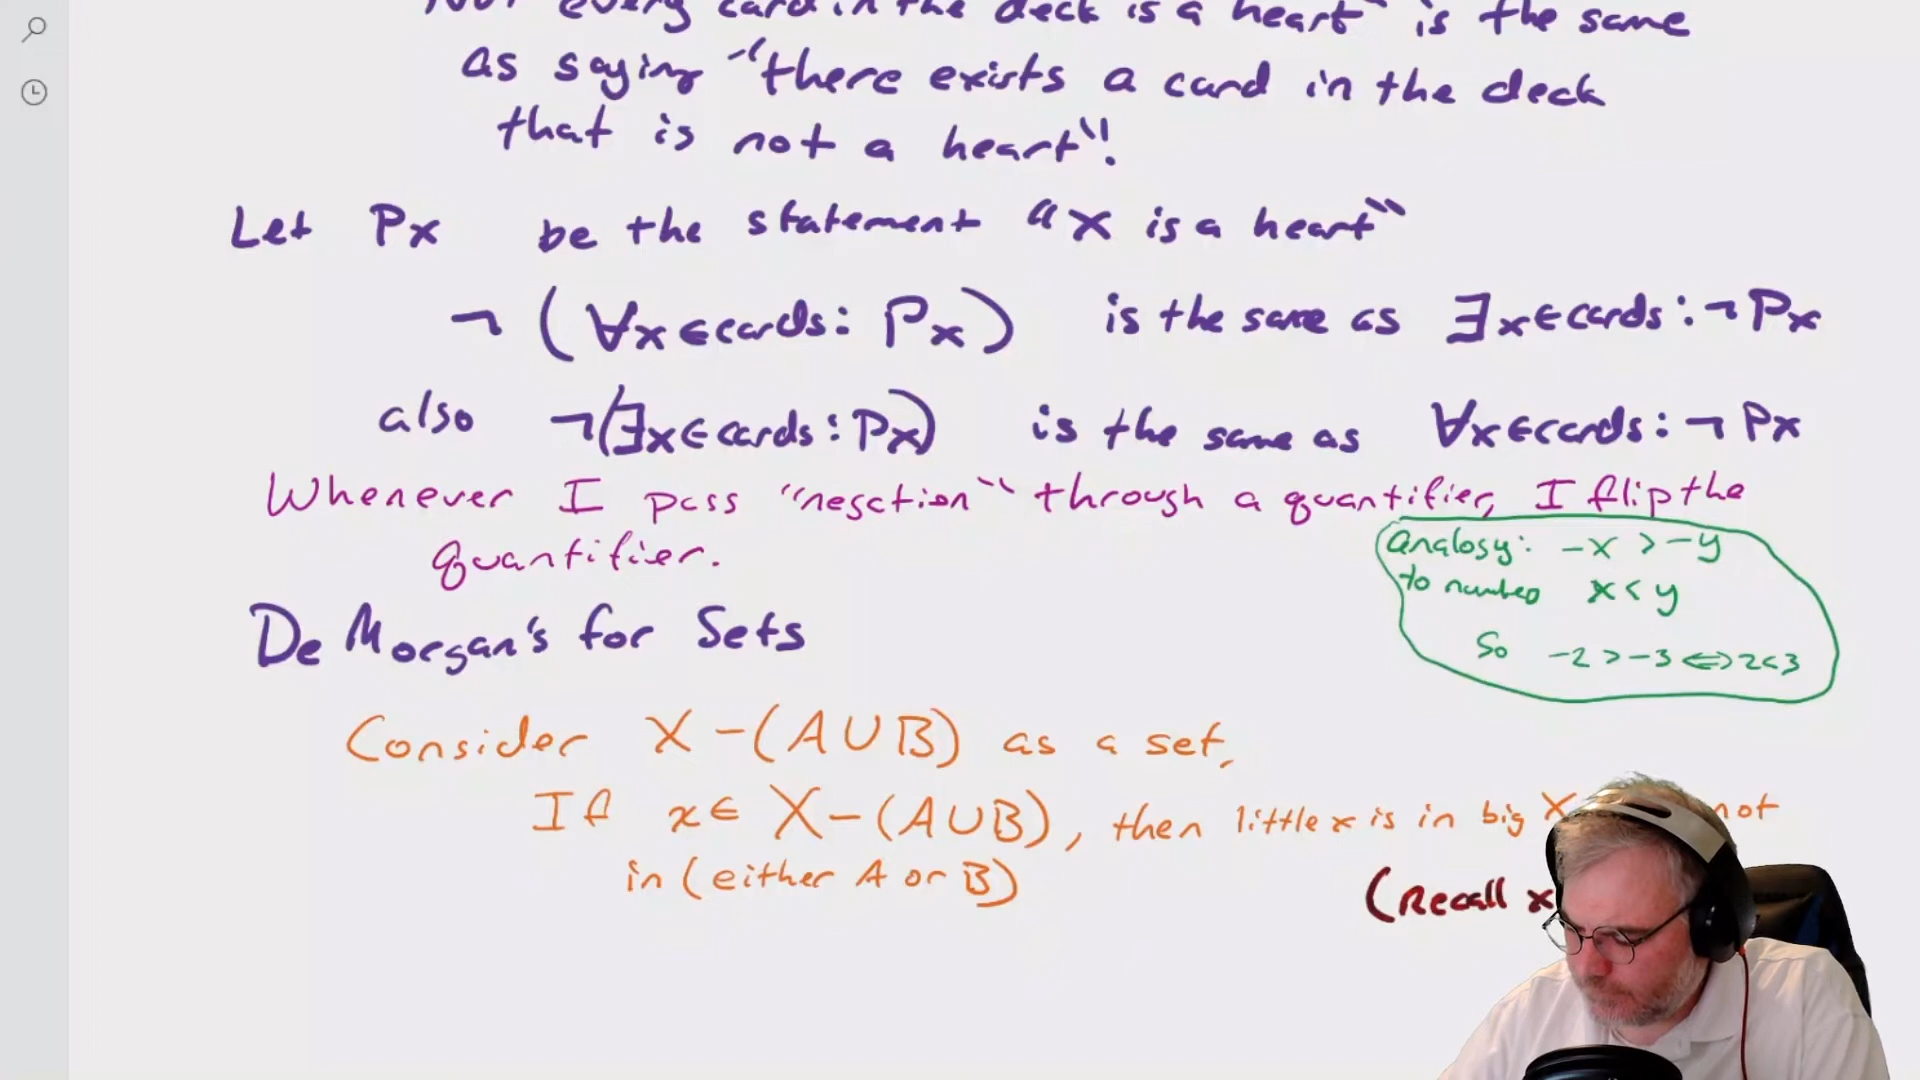 Not every card in the deck is a heart" is the same
as saying "there exists a card in the deck
that is not a heart"!
Let Px be the statement "x is a heart"
¬(∀x∈cards: Px) is the same as ∃x∈cards: ¬Px
also ¬(∃x∈cards: Px) is the same as ∀x∈cards: ¬Px
Whenever I pass "negation" through a quantifier, I flip the
quantifier.
Analogy: -x > -y
to numbers x < y
So -2 > -3 ⟺ 2 < 3
De Morgan's for Sets
Consider X-(A∪B) as a set.
If x∈ X-(A∪B), then little x is in big X not
in (either A or B)
(Recall x